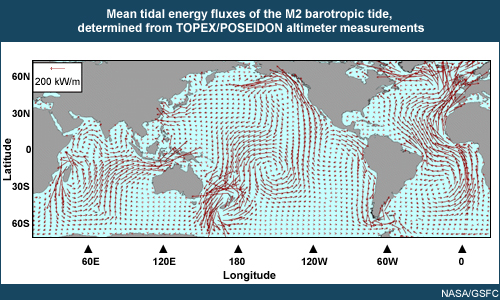 Mean tidal energy fluxes of the M2 barotropic tide,
determined from TOPEX/POSEIDON altimeter measurements
200 kW/m
60N
30N
0
30S
60S
Latitude
60E 120E 180 120W 60W 0
Longitude
NASA/GSFC